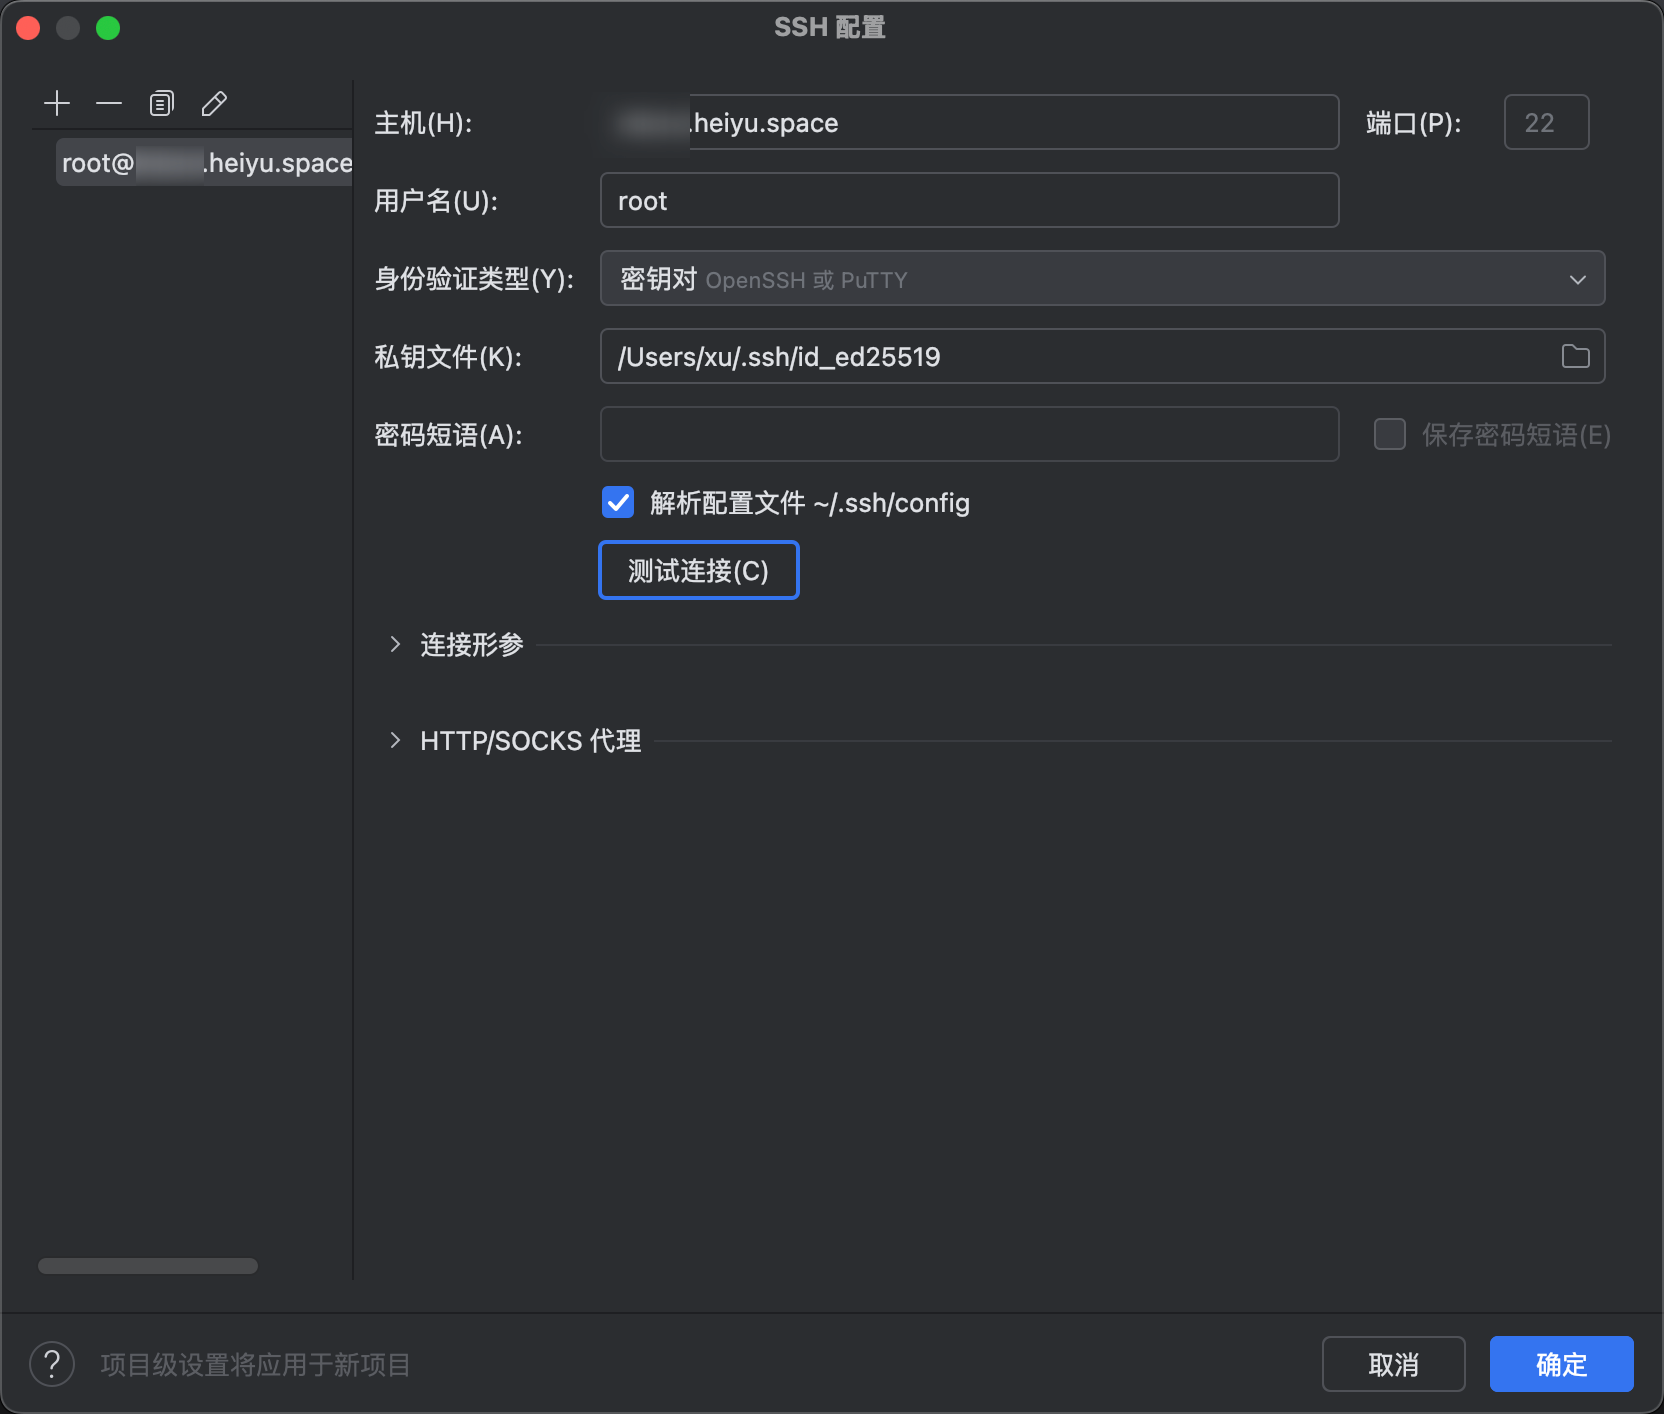 SSH 配置
root@ .heiyu.space
主机(H): .heiyu.space 端口(P): 22
用户名(U): root
身份验证类型(Y): 密钥对 OpenSSH 或 PuTTY
私钥文件(K): /Users/xu/.ssh/id_ed25519
密码短语(A): 保存密码短语(E)
解析配置文件 ~/.ssh/config
测试连接(C)
连接形参
HTTP/SOCKS 代理
? 项目级设置将应用于新项目 取消 确定